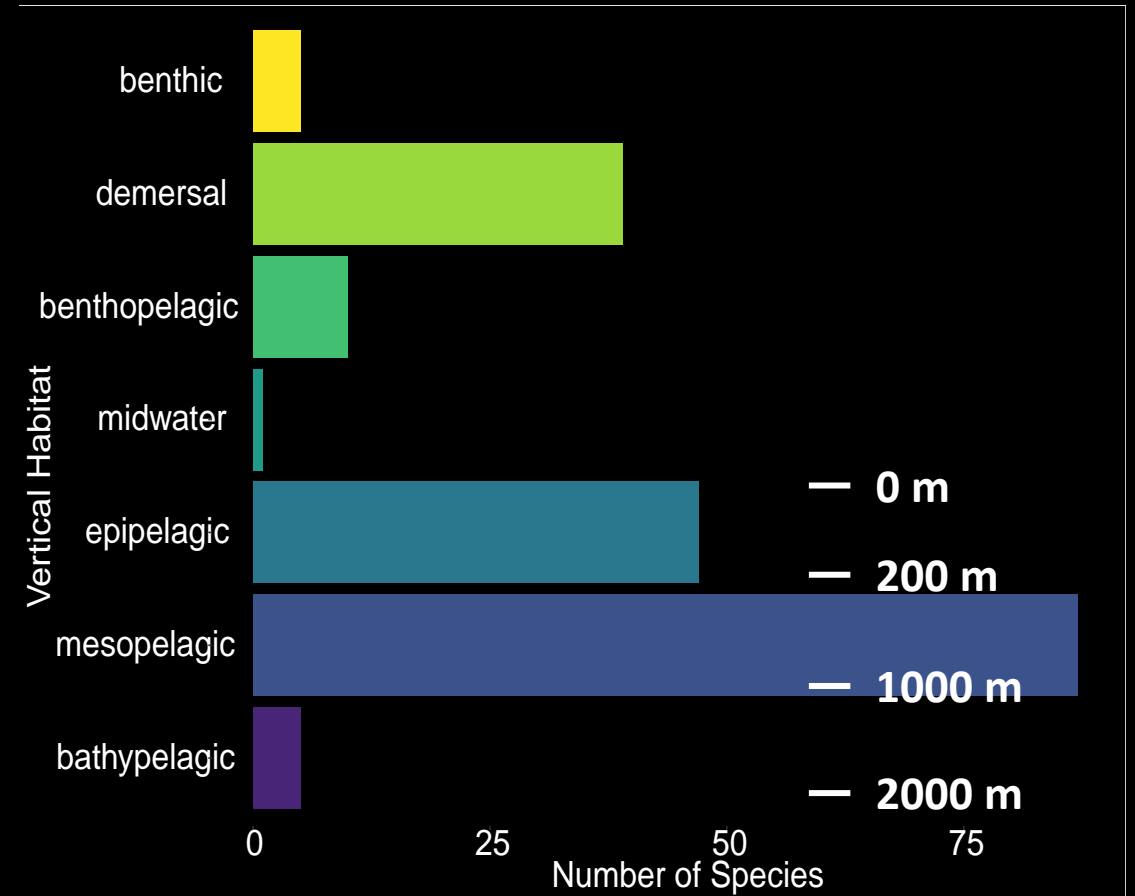 benthic
demersal
benthopelagic
midwater
epipelagic
mesopelagic
bathypelagic
Vertical Habitat
0 m
200 m
1000 m
2000 m
0 25 50 75
Number of Species